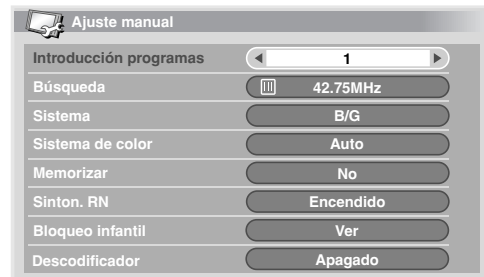 Ajuste manual
Introducción programas 1
Búsqueda 42.75MHz
Sistema B/G
Sistema de color Auto
Memorizar No
Sinton. RN Encendido
Bloqueo infantil Ver
Descodificador Apagado